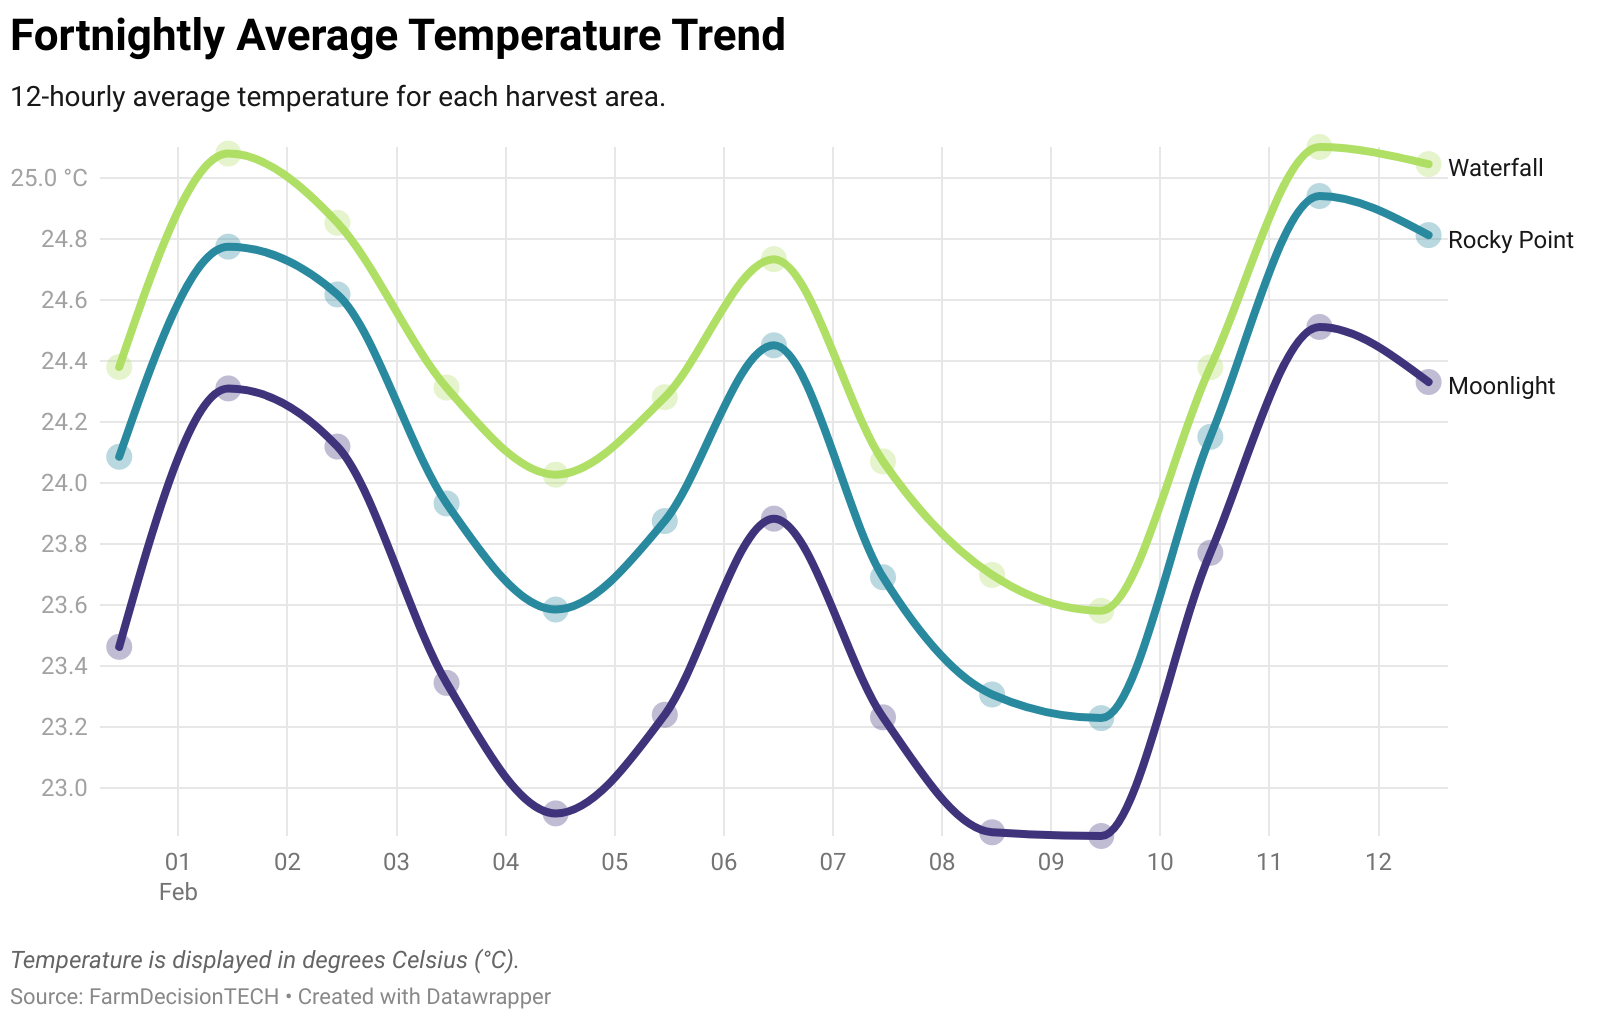 Fortnightly Average Temperature Trend
12-hourly average temperature for each harvest area.
25.0 °C
24.8
24.6
24.4
24.2
24.0
23.8
23.6
23.4
23.2
23.0
Waterfall
Rocky Point
Moonlight
01 02 03 04 05 06 07 08 09 10 11 12
Feb
Temperature is displayed in degrees Celsius (°C).
Source: FarmDecisionTECH • Created with Datawrapper